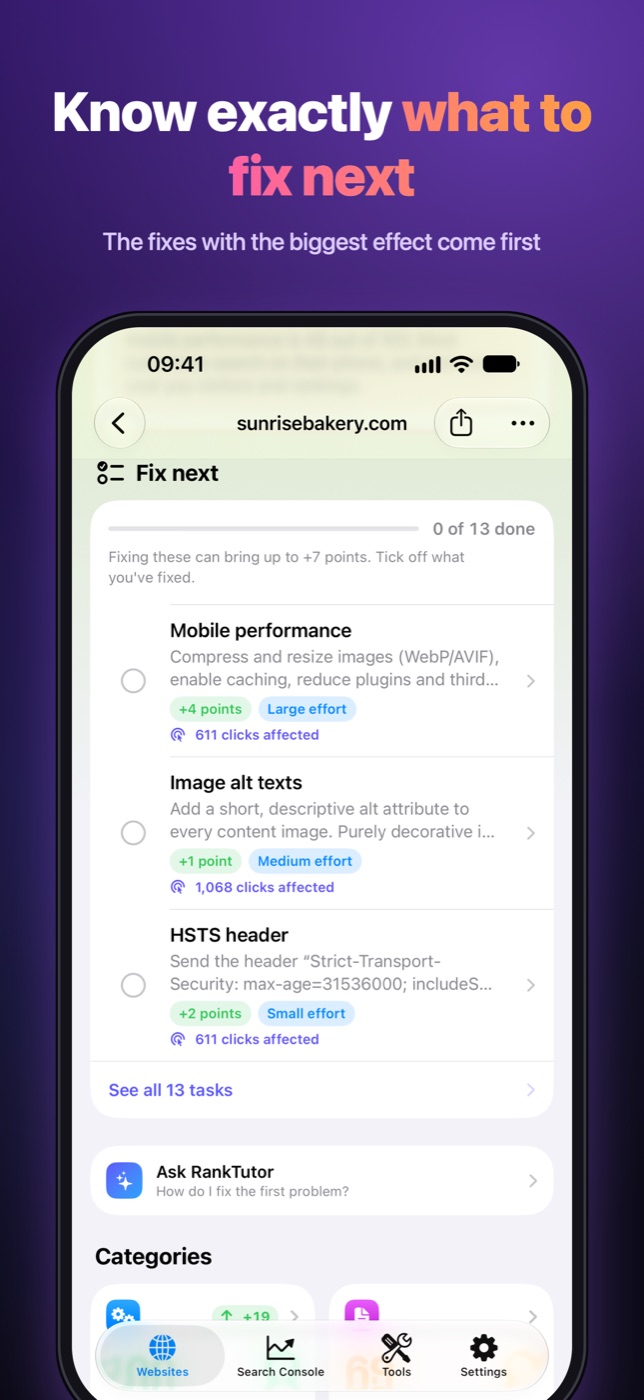 Know exactly what to
fix next
The fixes with the biggest effect come first
09:41
sunrisebakery.com
Fix next
0 of 13 done
Fixing these can bring up to +7 points. Tick off what
you've fixed.
Mobile performance
Compress and resize images (WebP/AVIF),
enable caching, reduce plugins and third...
+4 points Large effort
611 clicks affected
Image alt texts
Add a short, descriptive alt attribute to
every content image. Purely decorative i...
+1 point Medium effort
1,068 clicks affected
HSTS header
Send the header “Strict-Transport-
Security: max-age=31536000; includeS...
+2 points Small effort
611 clicks affected
See all 13 tasks
Ask RankTutor
How do I fix the first problem?
Categories
+19
Websites Search Console Tools Settings